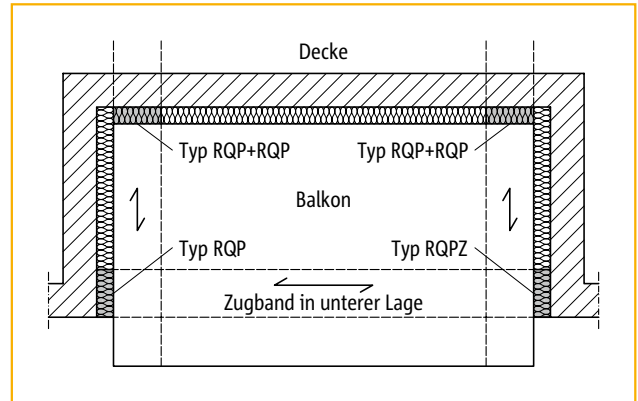 Decke
Typ RQP+RQP
Typ RQP+RQP
Balkon
Typ RQP
Typ RQPZ
Zugband in unterer Lage